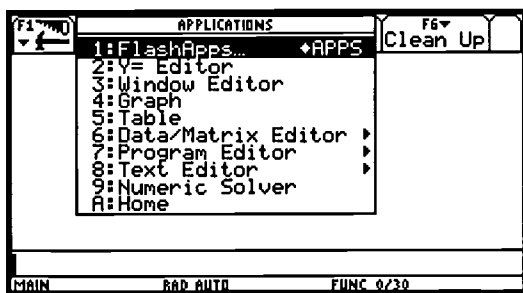 F1
APPLICATIONS
F6▼
Clean Up
1:FlashApps… ◆APPS
2:Y= Editor
3:Window Editor
4:Graph
5:Table
6:Data/Matrix Editor ▶
7:Program Editor ▶
8:Text Editor ▶
9:Numeric Solver
A:Home
MAIN RAD AUTO FUNC 0/30